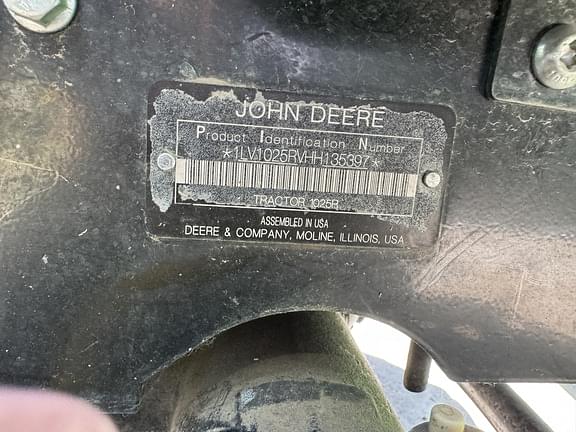 JOHN DEERE
Product Identification Number
*1LV1025RVHH135397*
TRACTOR 1025R
ASSEMBLED IN USA
DEERE & COMPANY, MOLINE, ILLINOIS, USA